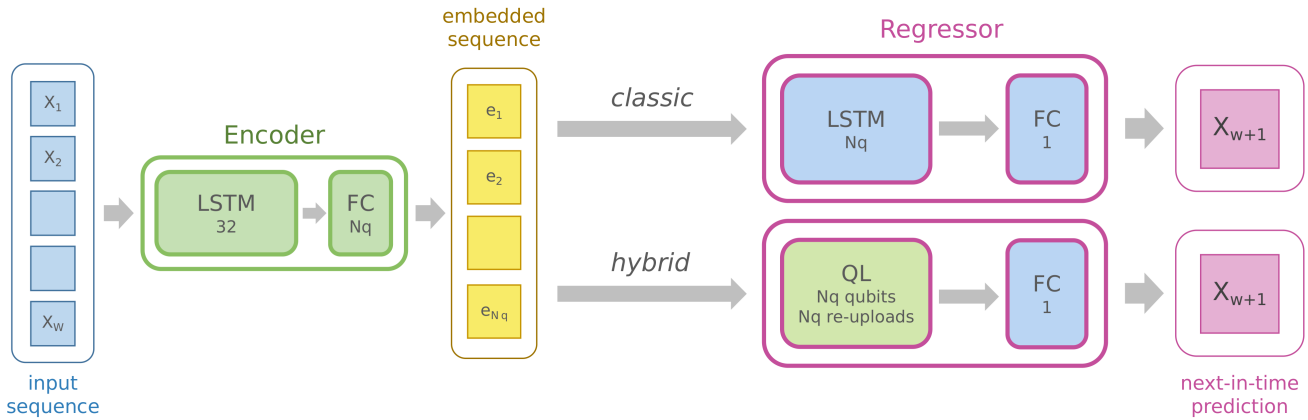 input
sequence
X1
X2
XW
Encoder
LSTM
32
FC
Nq
embedded
sequence
e1
e2
eNq
classic
hybrid
Regressor
LSTM
Nq
FC
1
QL
Nq qubits
Nq re-uploads
FC
1
Xw+1
Xw+1
next-in-time
prediction